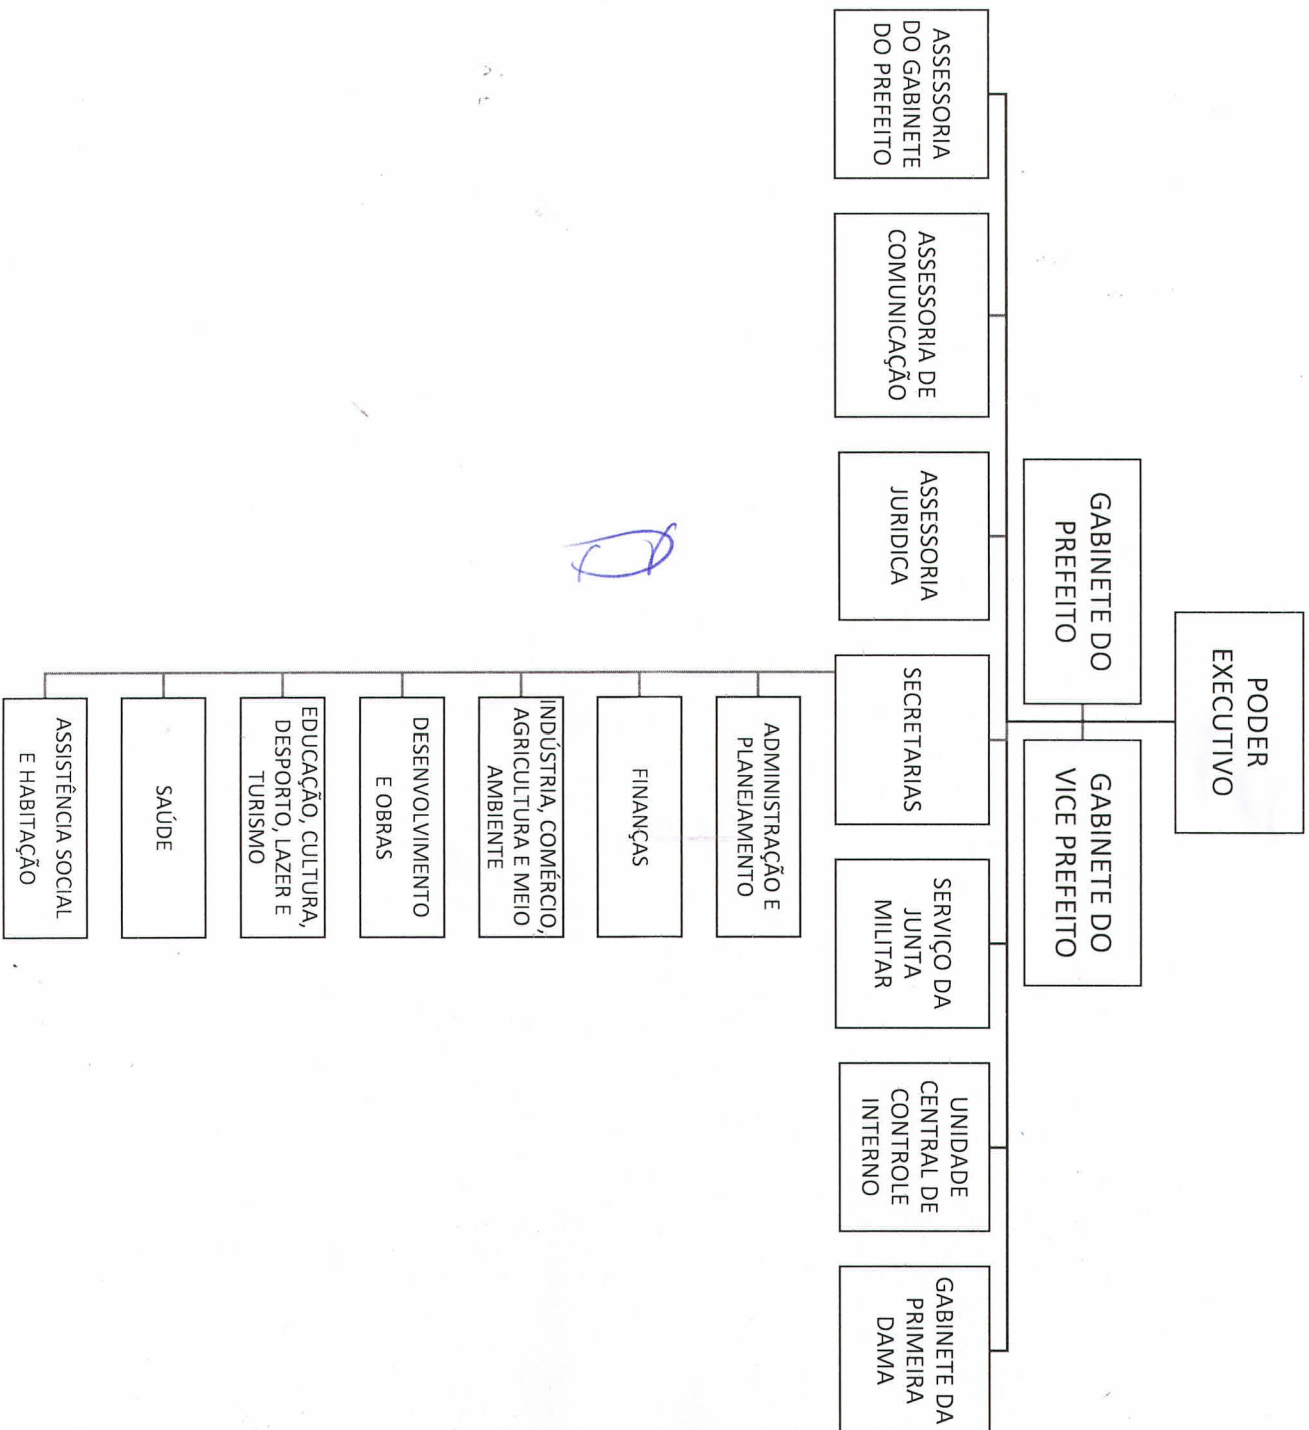 PODER
EXECUTIVO
GABINETE DO
PREFEITO
GABINETE DO
VICE PREFEITO
ASSESSORIA
DO GABINETE
DO PREFEITO
ASSESSORIA DE
COMUNICAÇÃO
ASSESSORIA
JURIDICA
SECRETARIAS
SERVIÇO DA
JUNTA
MILITAR
UNIDADE
CENTRAL DE
CONTROLE
INTERNO
GABINETE DA
PRIMEIRA
DAMA
ADMINISTRAÇÃO E
PLANEJAMENTO
FINANÇAS
INDÚSTRIA, COMÉRCIO,
AGRICULTURA E MEIO
AMBIENTE
DESENVOLVIMENTO
E OBRAS
EDUCAÇÃO, CULTURA,
DESPORTO, LAZER E
TURISMO
SAÚDE
ASSISTÊNCIA SOCIAL
E HABITAÇÃO